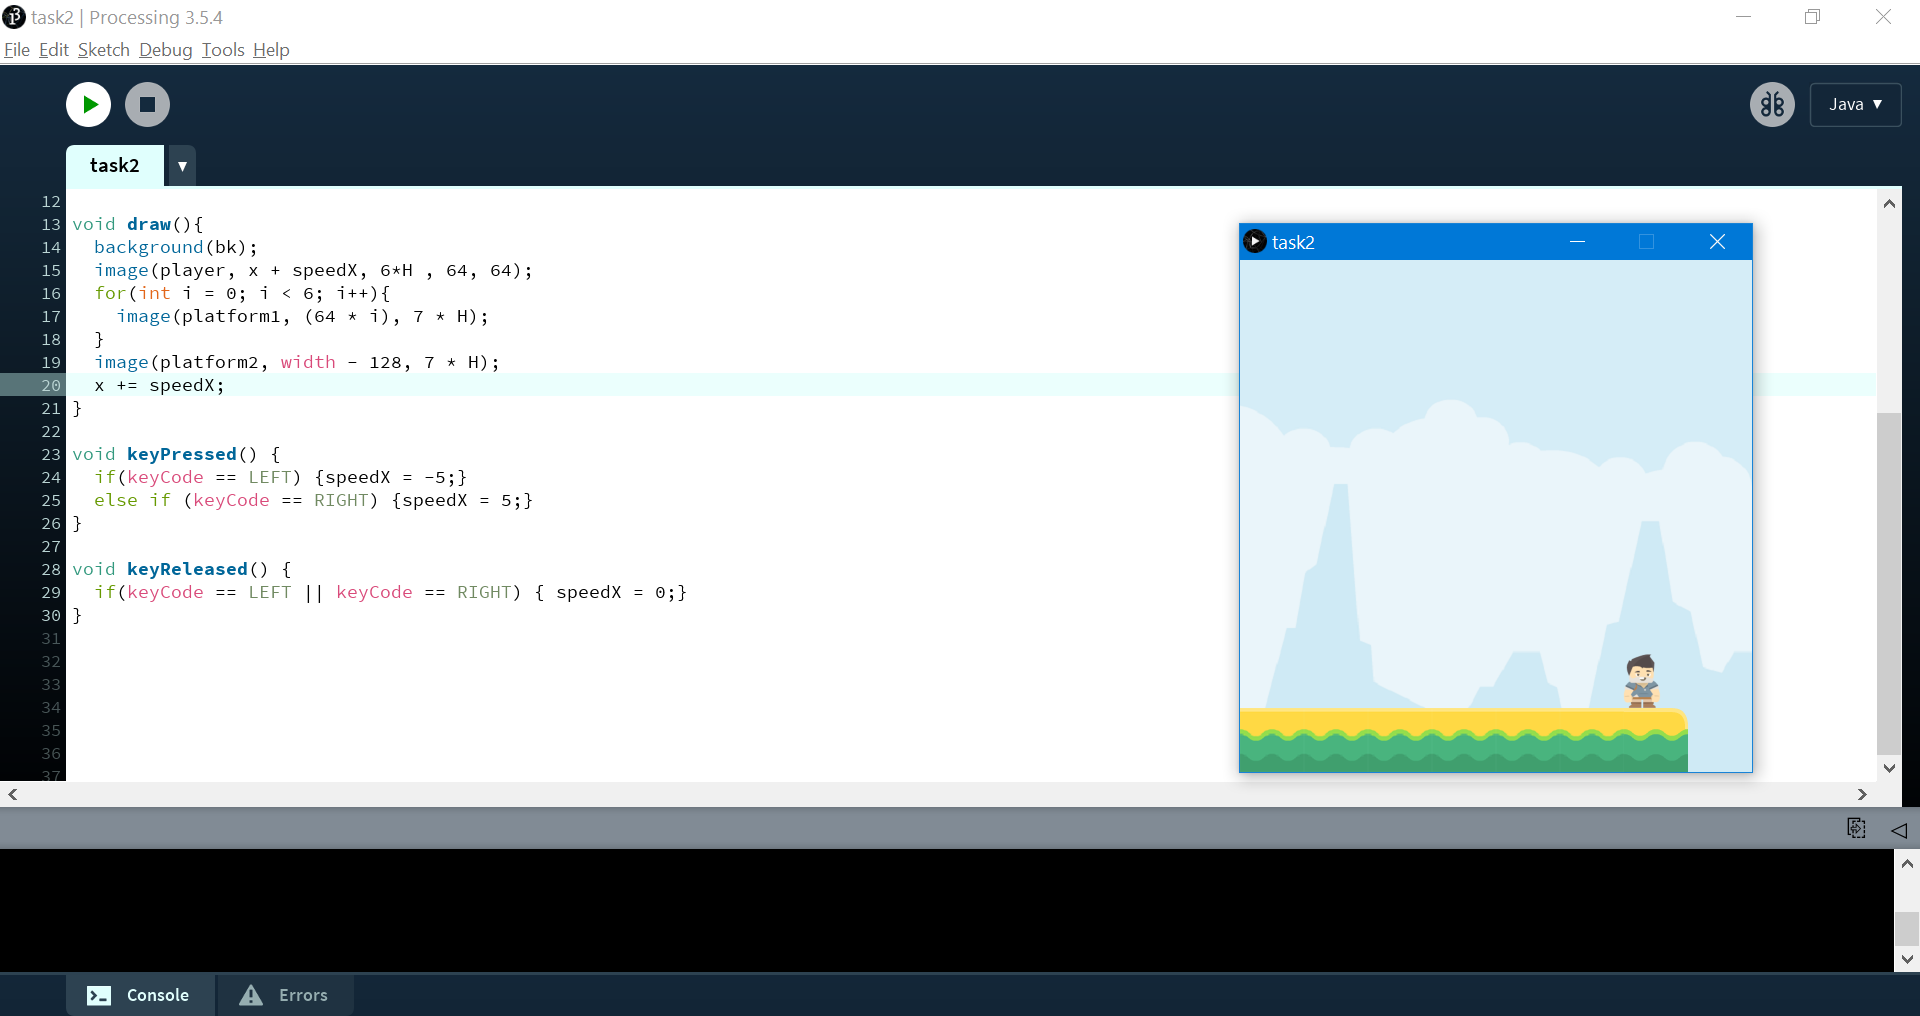 task2 | Processing 3.5.4
File Edit Sketch Debug Tools Help
Java ▼
task2 ▼
12
13 void draw(){
14   background(bk);
15   image(player, x + speedX, 6*H , 64, 64);
16   for(int i = 0; i < 6; i++){
17     image(platform1, (64 * i), 7 * H);
18   }
19   image(platform2, width - 128, 7 * H);
20   x += speedX;
21 }
22
23 void keyPressed() {
24   if(keyCode == LEFT) {speedX = -5;}
25   else if (keyCode == RIGHT) {speedX = 5;}
26 }
27
28 void keyReleased() {
29   if(keyCode == LEFT || keyCode == RIGHT) { speedX = 0;}
30 }
31
32
33
34
35
36
37
task2
Console Errors